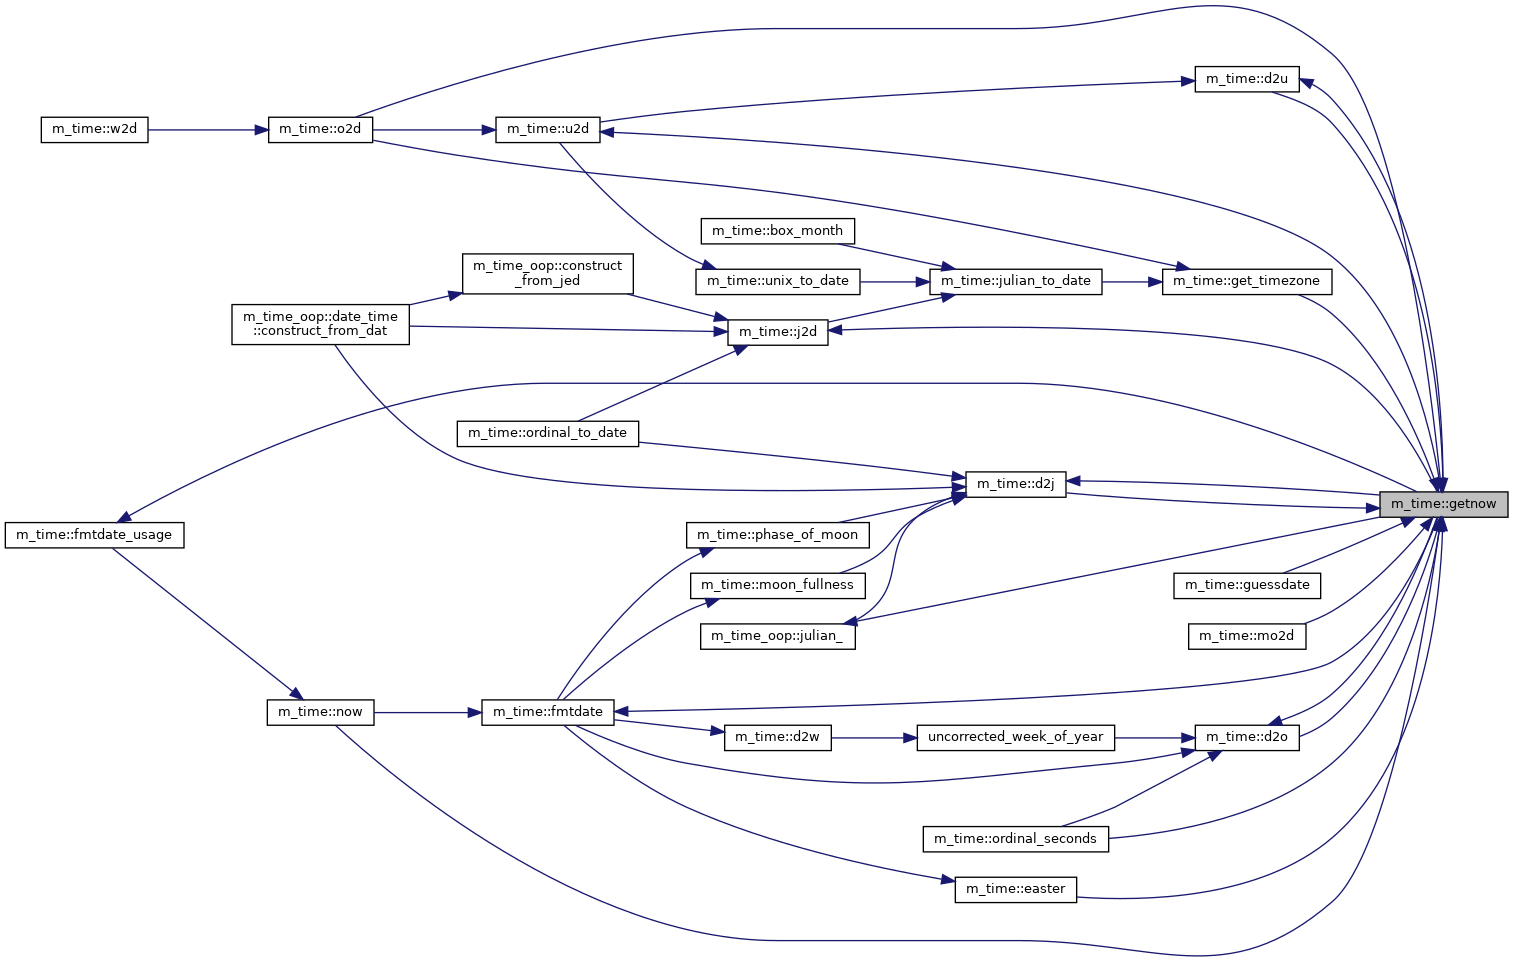 m_time::d2u
m_time::w2d
m_time::o2d
m_time::u2d
m_time::box_month
m_time_oop::construct
_from_jed
m_time::unix_to_date
m_time::julian_to_date
m_time::get_timezone
m_time_oop::date_time
::construct_from_dat
m_time::j2d
m_time::ordinal_to_date
m_time::d2j
m_time::getnow
m_time::fmtdate_usage
m_time::phase_of_moon
m_time::moon_fullness
m_time::guessdate
m_time_oop::julian_
m_time::mo2d
m_time::now
m_time::fmtdate
m_time::d2w
uncorrected_week_of_year
m_time::d2o
m_time::ordinal_seconds
m_time::easter